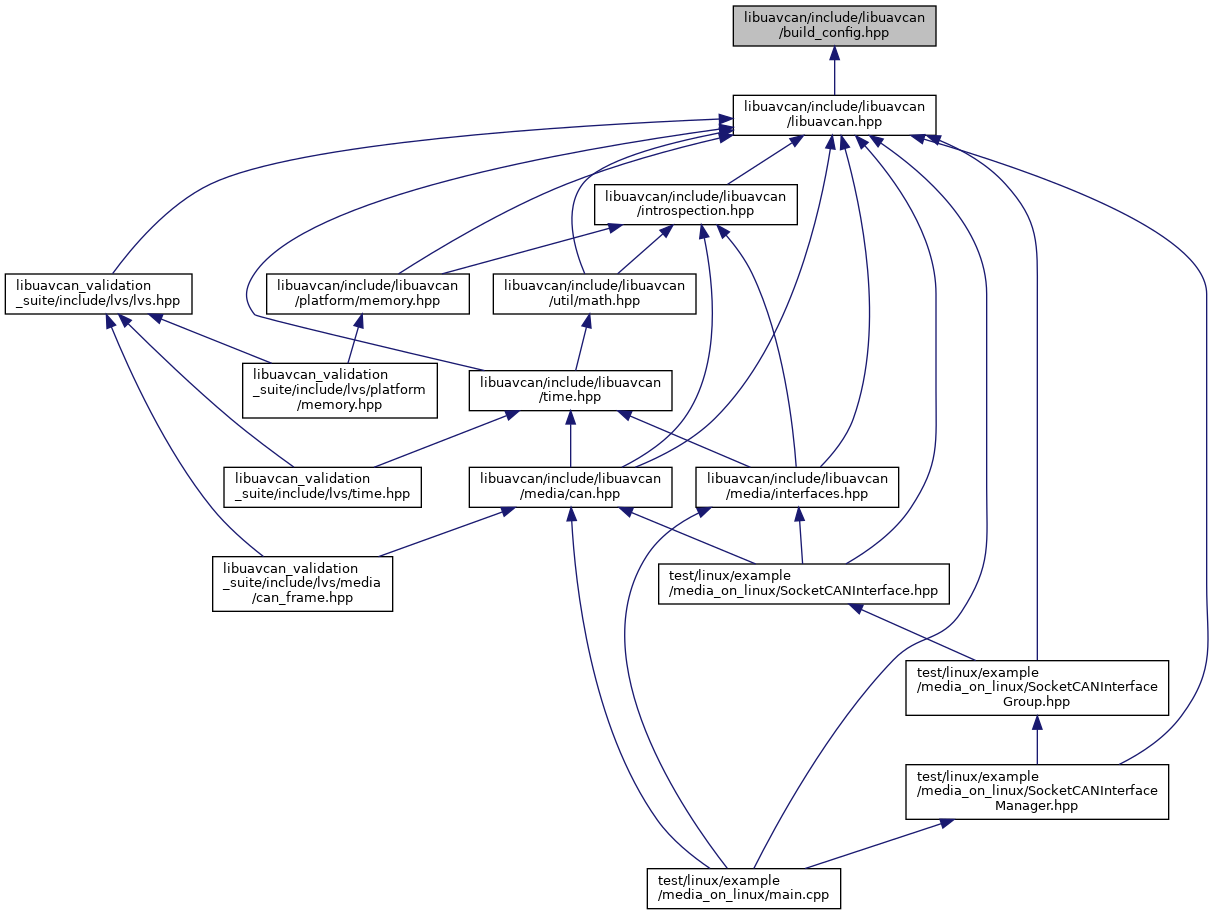 libuavcan/include/libuavcan
/build_config.hpp
libuavcan/include/libuavcan
/libuavcan.hpp
libuavcan/include/libuavcan
/introspection.hpp
libuavcan_validation
_suite/include/lvs/lvs.hpp
libuavcan/include/libuavcan
/platform/memory.hpp
libuavcan/include/libuavcan
/util/math.hpp
libuavcan_validation
_suite/include/lvs/platform
/memory.hpp
libuavcan/include/libuavcan
/time.hpp
libuavcan_validation
_suite/include/lvs/time.hpp
libuavcan/include/libuavcan
/media/can.hpp
libuavcan/include/libuavcan
/media/interfaces.hpp
libuavcan_validation
_suite/include/lvs/media
/can_frame.hpp
test/linux/example
/media_on_linux/SocketCANInterface.hpp
test/linux/example
/media_on_linux/SocketCANInterface
Group.hpp
test/linux/example
/media_on_linux/SocketCANInterface
Manager.hpp
test/linux/example
/media_on_linux/main.cpp